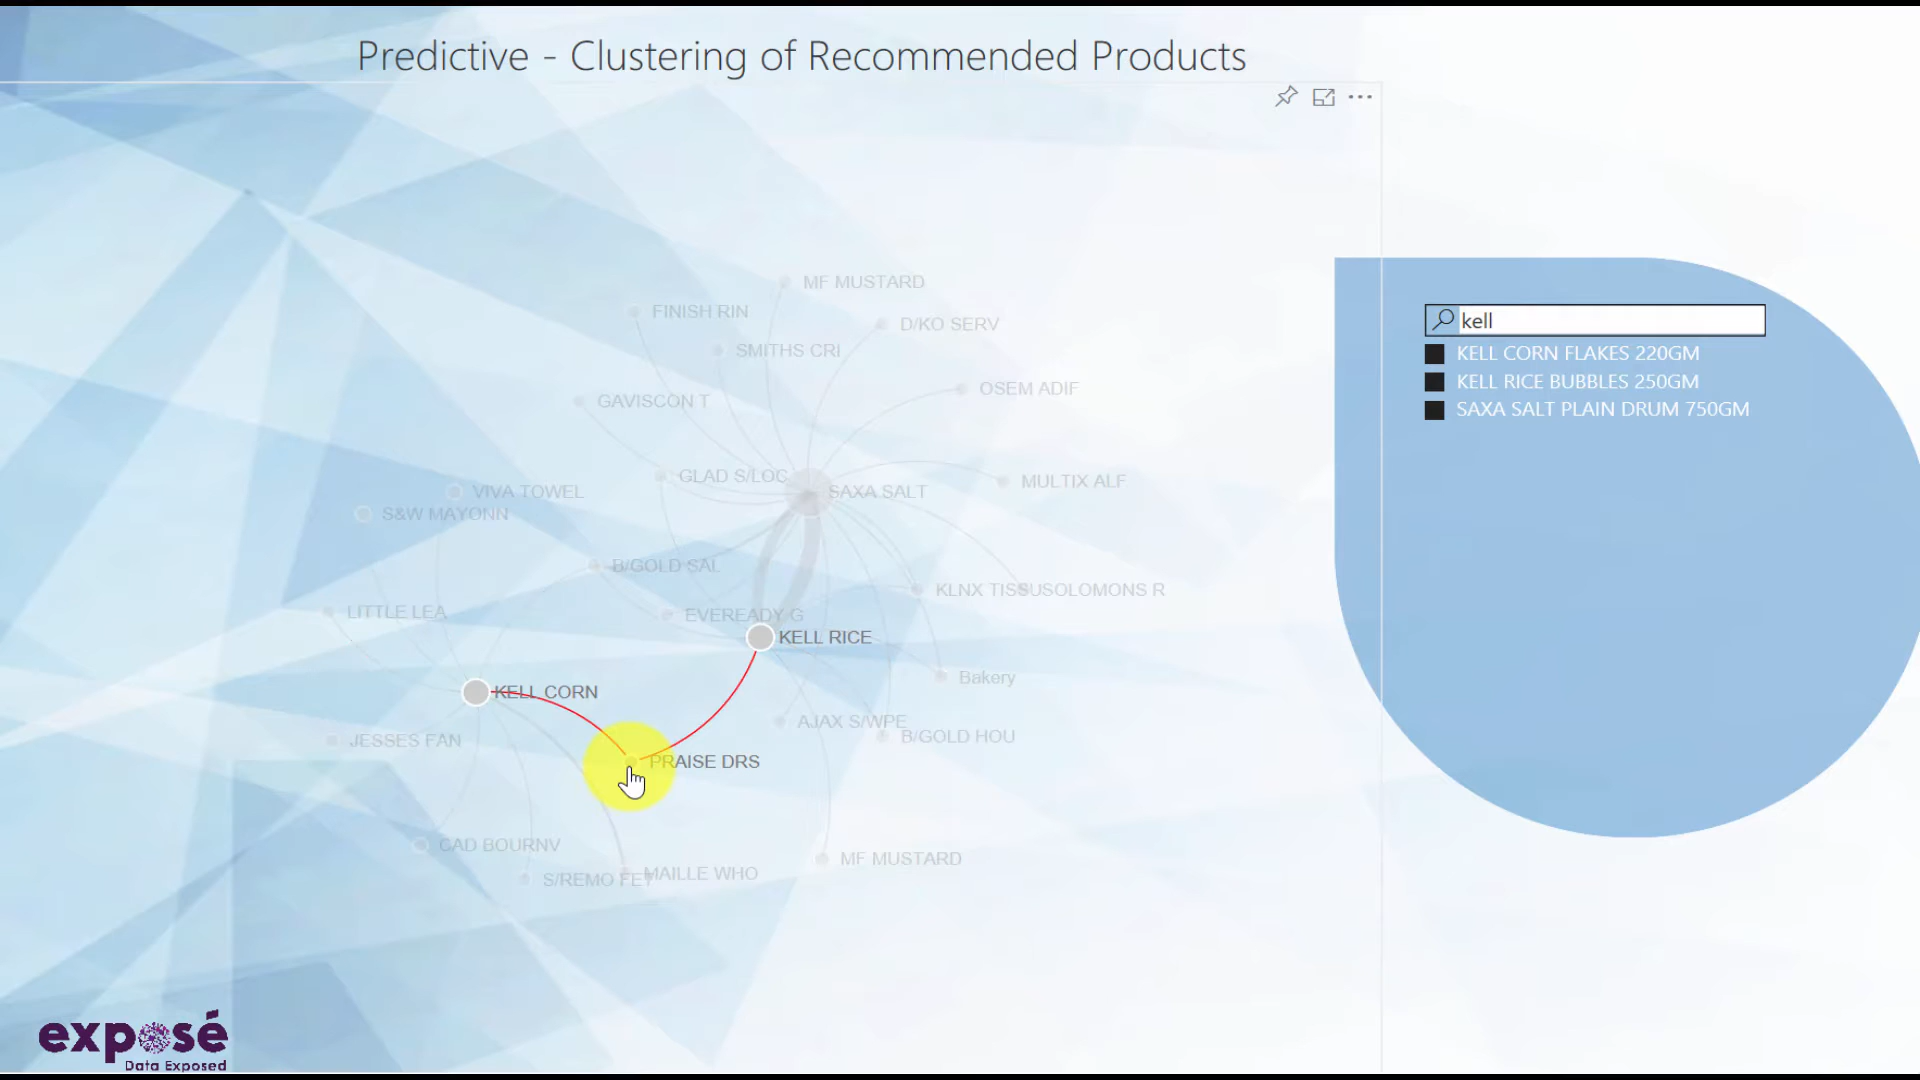 Predictive - Clustering of Recommended Products
MF MUSTARD
FINISH RIN
D/KO SERV
SMITHS CRI
OSEM ADIF
GAVISCON T
GLAD S/LOC
MULTIX ALF
VIVA TOWEL
SAXA SALT
S&W MAYONN
B/GOLD SAL
KLNX TISSUSOLOMONS R
LITTLE LEA
EVEREADY G
KELL RICE
Bakery
KELL CORN
AJAX S/WPE
B/GOLD HOU
JESSES FAN
PRAISE DRS
CAD BOURNV
MF MUSTARD
MAILLE WHO
S/REMO FET
kell
KELL CORN FLAKES 220GM
KELL RICE BUBBLES 250GM
SAXA SALT PLAIN DRUM 750GM
exposé
Data Exposed